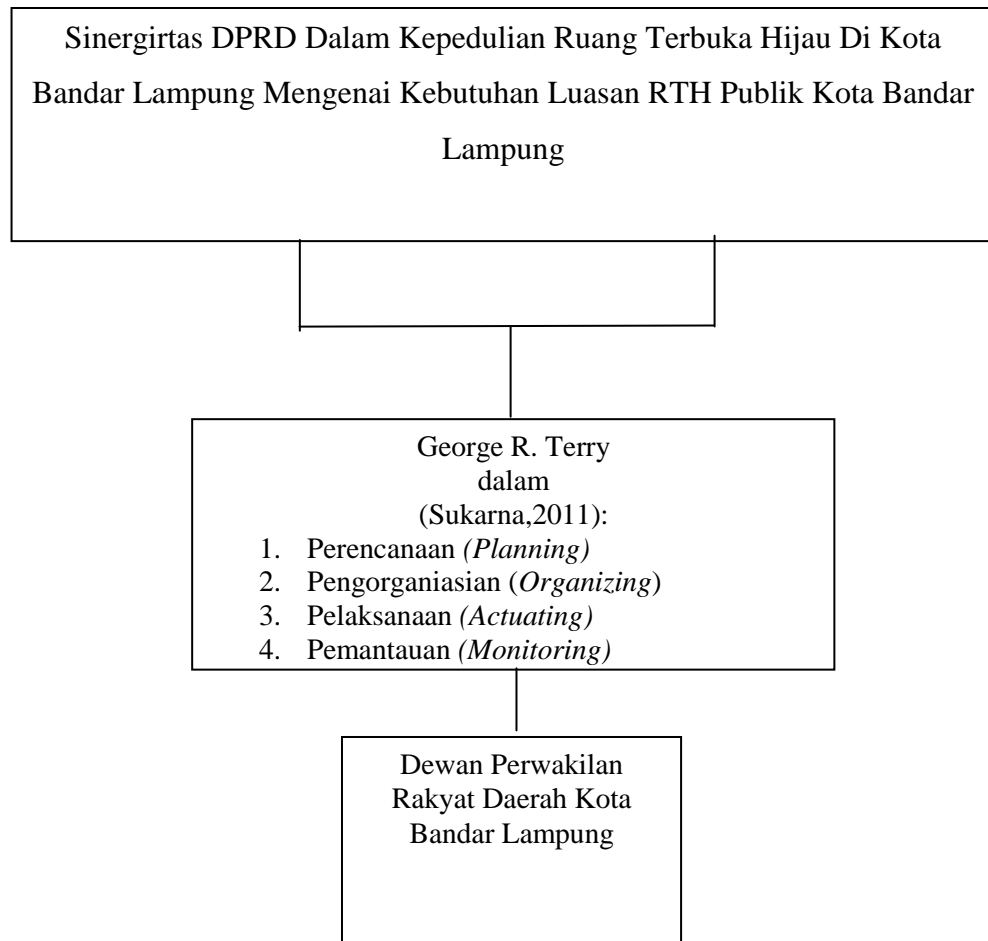 Sinergirtas DPRD Dalam Kepedulian Ruang Terbuka Hijau Di Kota
Bandar Lampung Mengenai Kebutuhan Luasan RTH Publik Kota Bandar
Lampung
George R. Terry
dalam
(Sukarna,2011):
1. Perencanaan (Planning)
2. Pengorganiasian (Organizing)
3. Pelaksanaan (Actuating)
4. Pemantauan (Monitoring)
Dewan Perwakilan
Rakyat Daerah Kota
Bandar Lampung